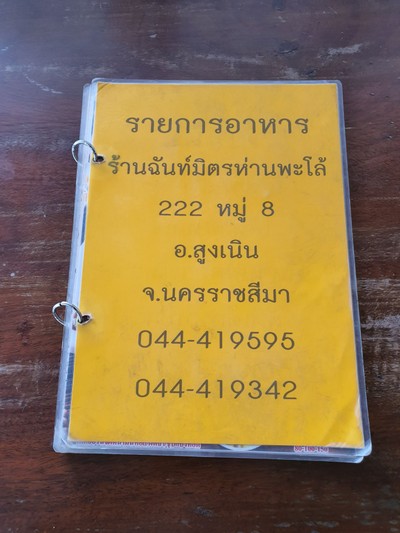 รายการอาหาร
ร้านฉันท์มิตรห่านพะโล้
222 หมู่ 8
อ.สูงเนิน
จ.นครราชสีมา
044-419595
044-419342